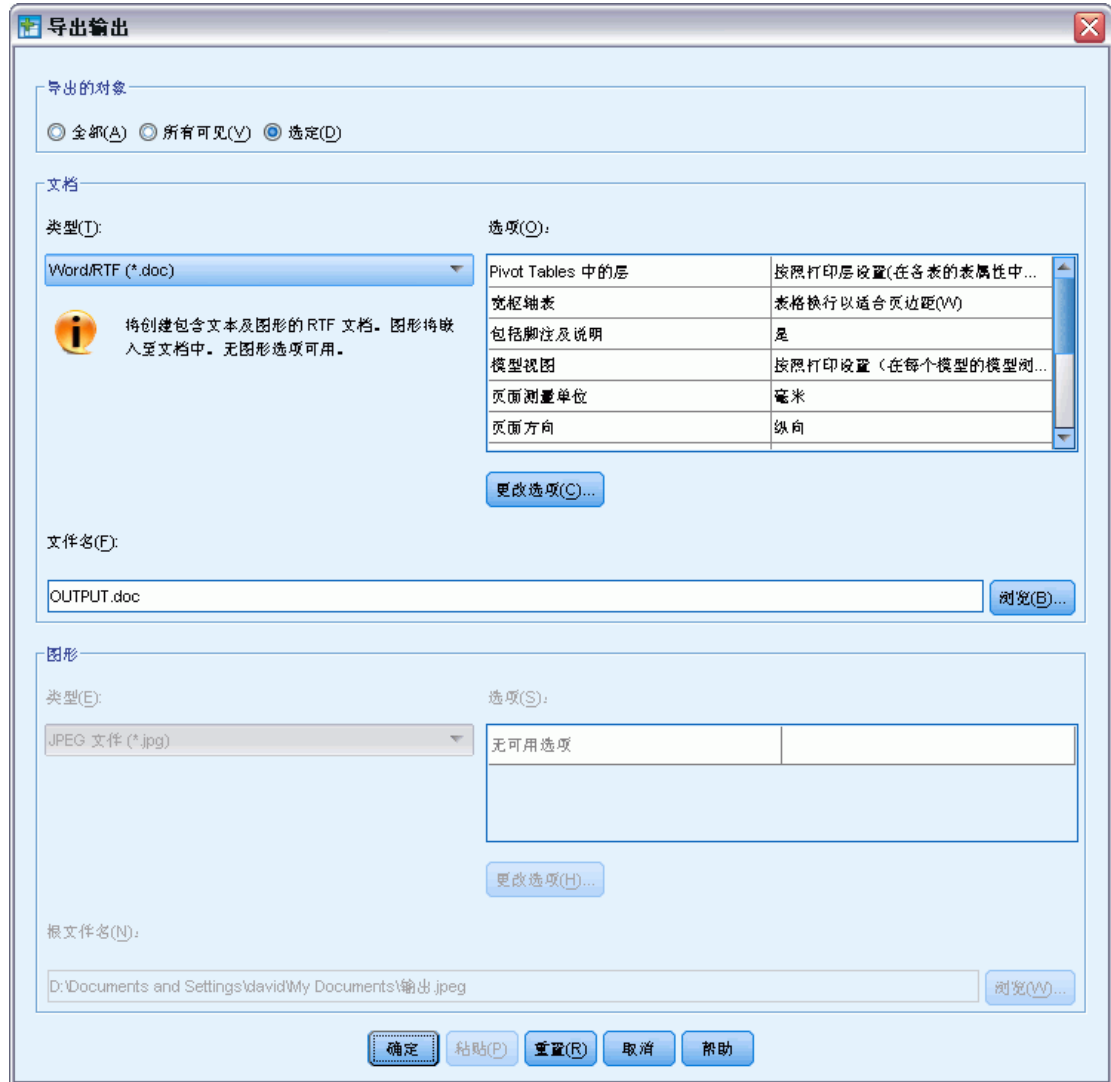 导出输出
导出的对象
全部(A) 所有可见(V) 选定(D)
文档
类型(T):
选项(O):
Word/RTF (*.doc)
将创建包含文本及图形的 RTF 文档。图形将嵌
入至文档中。无图形选项可用。
Pivot Tables 中的层 按照打印层设置(在各表的表属性中...
宽枢轴表 表格换行以适合页边距(W)
包括脚注及说明 是
模型视图 按照打印设置（在每个模型的模型浏...
页面测量单位 毫米
页面方向 纵向
更改选项(C)...
文件名(F):
OUTPUT.doc
浏览(B)...
图形
类型(E):
选项(S):
JPEG 文件 (*.jpg)
无可用选项
更改选项(H)...
根文件名(N):
D:\Documents and Settings\david\My Documents\输出.jpeg
浏览(W)...
确定 粘贴(P) 重置(R) 取消 帮助